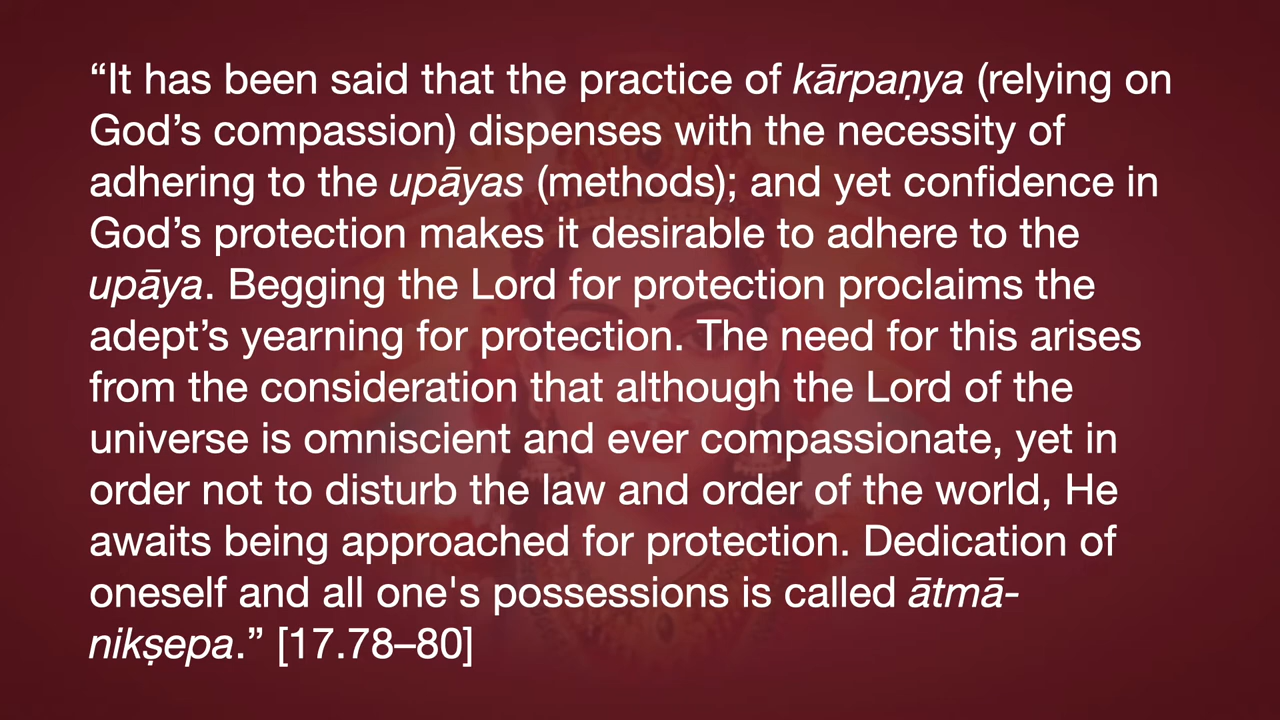 “It has been said that the practice of kārpaṇya (relying on
God’s compassion) dispenses with the necessity of
adhering to the upāyas (methods); and yet confidence in
God’s protection makes it desirable to adhere to the
upāya. Begging the Lord for protection proclaims the
adept’s yearning for protection. The need for this arises
from the consideration that although the Lord of the
universe is omniscient and ever compassionate, yet in
order not to disturb the law and order of the world, He
awaits being approached for protection. Dedication of
oneself and all one's possessions is called ātmā-
nikṣepa.” [17.78–80]